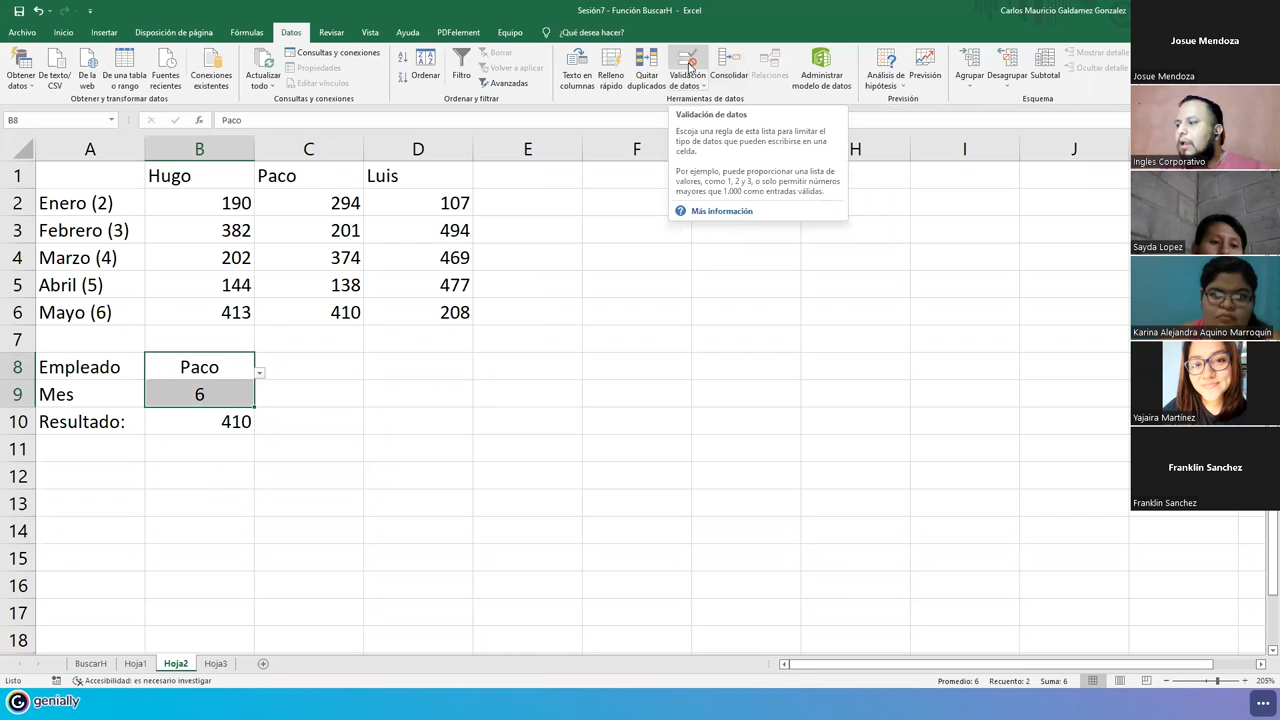 Sesión7 - Función BuscarH - Excel
Carlos Mauricio Galdamez Gonzalez
Archivo Inicio Insertar Disposición de página Fórmulas Datos Revisar Vista Ayuda PDFelement Equipo ¿Qué desea hacer?
Obtener datos
De texto/CSV
De la web
De una tabla o rango
Fuentes recientes
Conexiones existentes
Obtener y transformar datos
Actualizar todo
Consultas y conexiones
Propiedades
Editar vínculos
Consultas y conexiones
Ordenar
Filtro
Borrar
Volver a aplicar
Avanzadas
Ordenar y filtrar
Texto en columnas
Relleno rápido
Quitar duplicados
Validación de datos
Consolidar
Relaciones
Administrar modelo de datos
Herramientas de datos
Análisis de hipótesis
Previsión
Previsión
Agrupar
Desagrupar
Subtotal
Mostrar detalle
Ocultar detalle
Esquema
B8
Paco
Validación de datos
Escoja una regla de esta lista para limitar el
tipo de datos que pueden escribirse en una
celda.
Por ejemplo, puede proporcionar una lista de
valores, como 1, 2 y 3, o solo permitir números
mayores que 1.000 como entradas válidas.
Más información
A B C D E F H I J
1 Hugo Paco Luis
2 Enero (2) 190 294 107
3 Febrero (3) 382 201 494
4 Marzo (4) 202 374 469
5 Abril (5) 144 138 477
6 Mayo (6) 413 410 208
7
8 Empleado Paco
9 Mes 6
10 Resultado: 410
11
12
13
14
15
16
17
18
BuscarH Hoja1 Hoja2 Hoja3
Listo
Accesibilidad: es necesario investigar
Promedio: 6 Recuento: 2 Suma: 6
205%
genially
Josue Mendoza
Josue Mendoza
Ingles Corporativo
Sayda Lopez
Karina Alejandra Aquino Marroquín
Yajaira Martínez
Franklin Sanchez
Franklin Sanchez